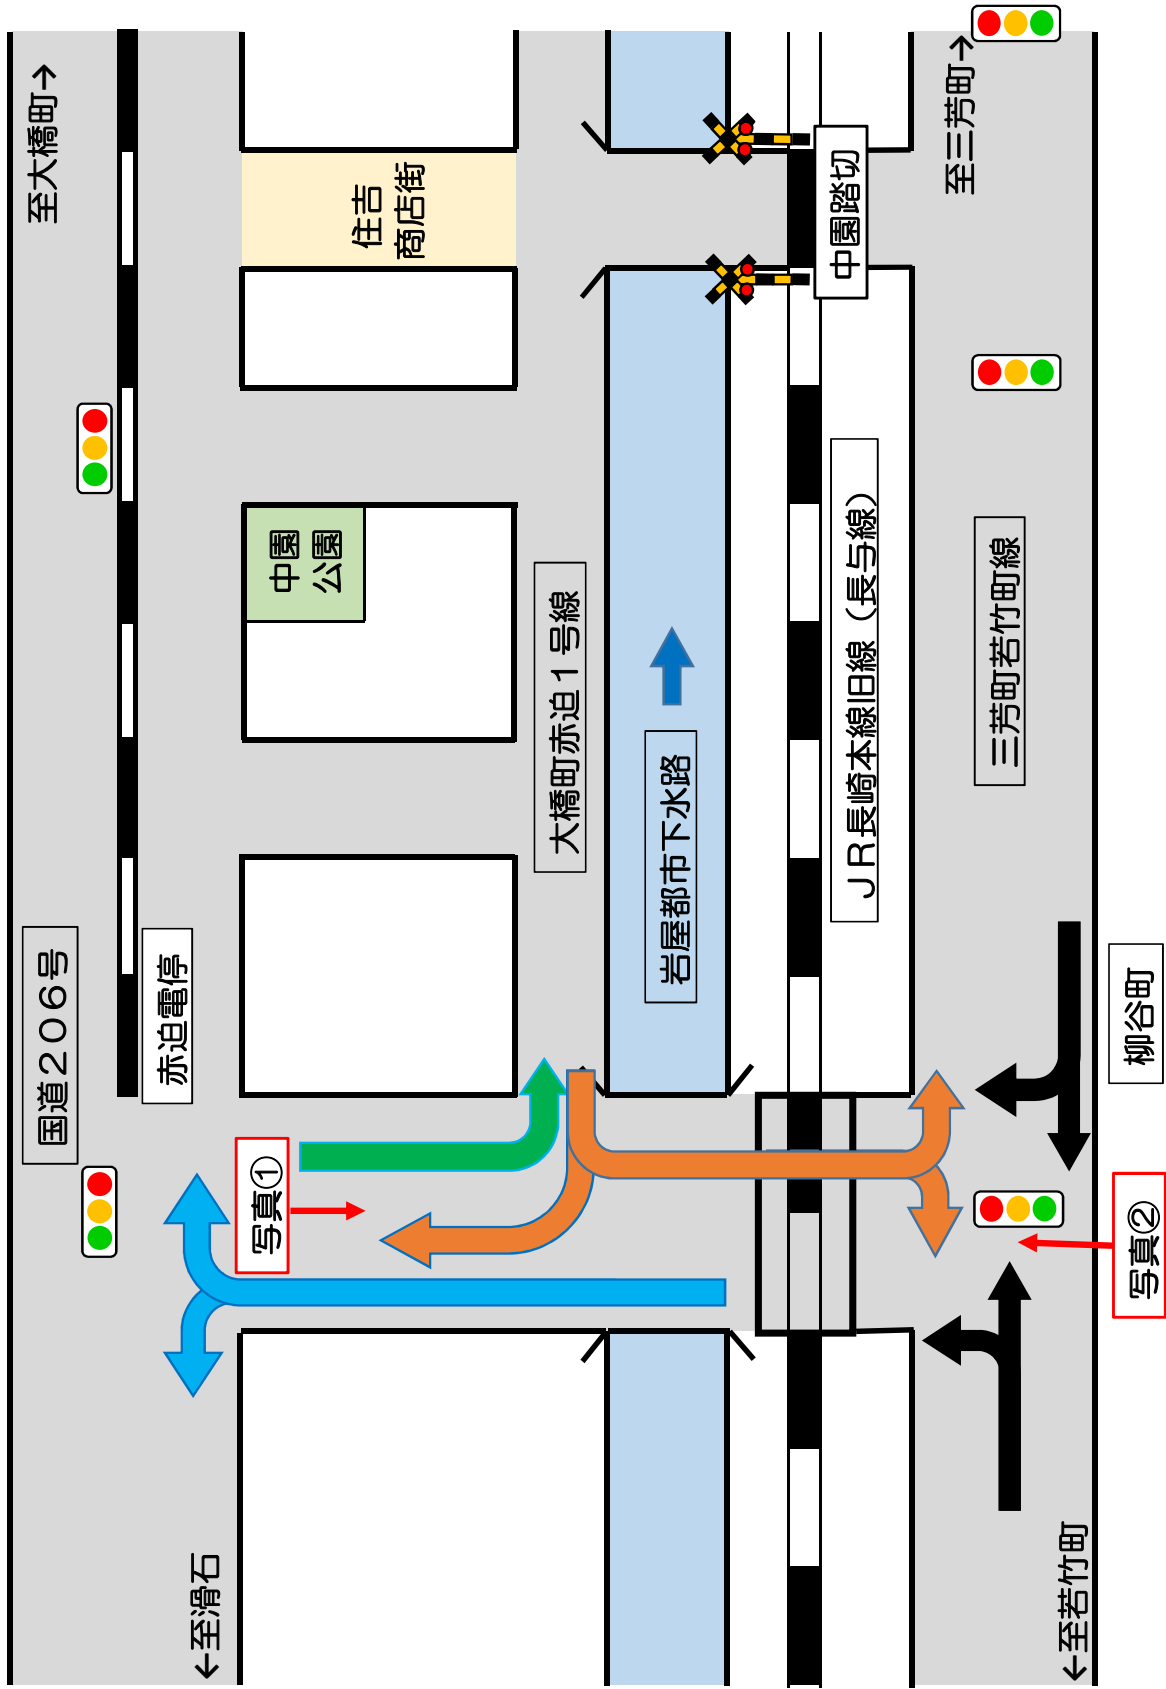 ←至滑石
至大橋町→
国道２０６号
赤迫電停
写真①
中園
公園
住吉
商店街
大橋町赤迫１号線
岩屋都市下水路
ＪＲ長崎本線旧線（長与線）
中園踏切
三芳町若竹町線
至三芳町→
←至若竹町
写真②
柳谷町